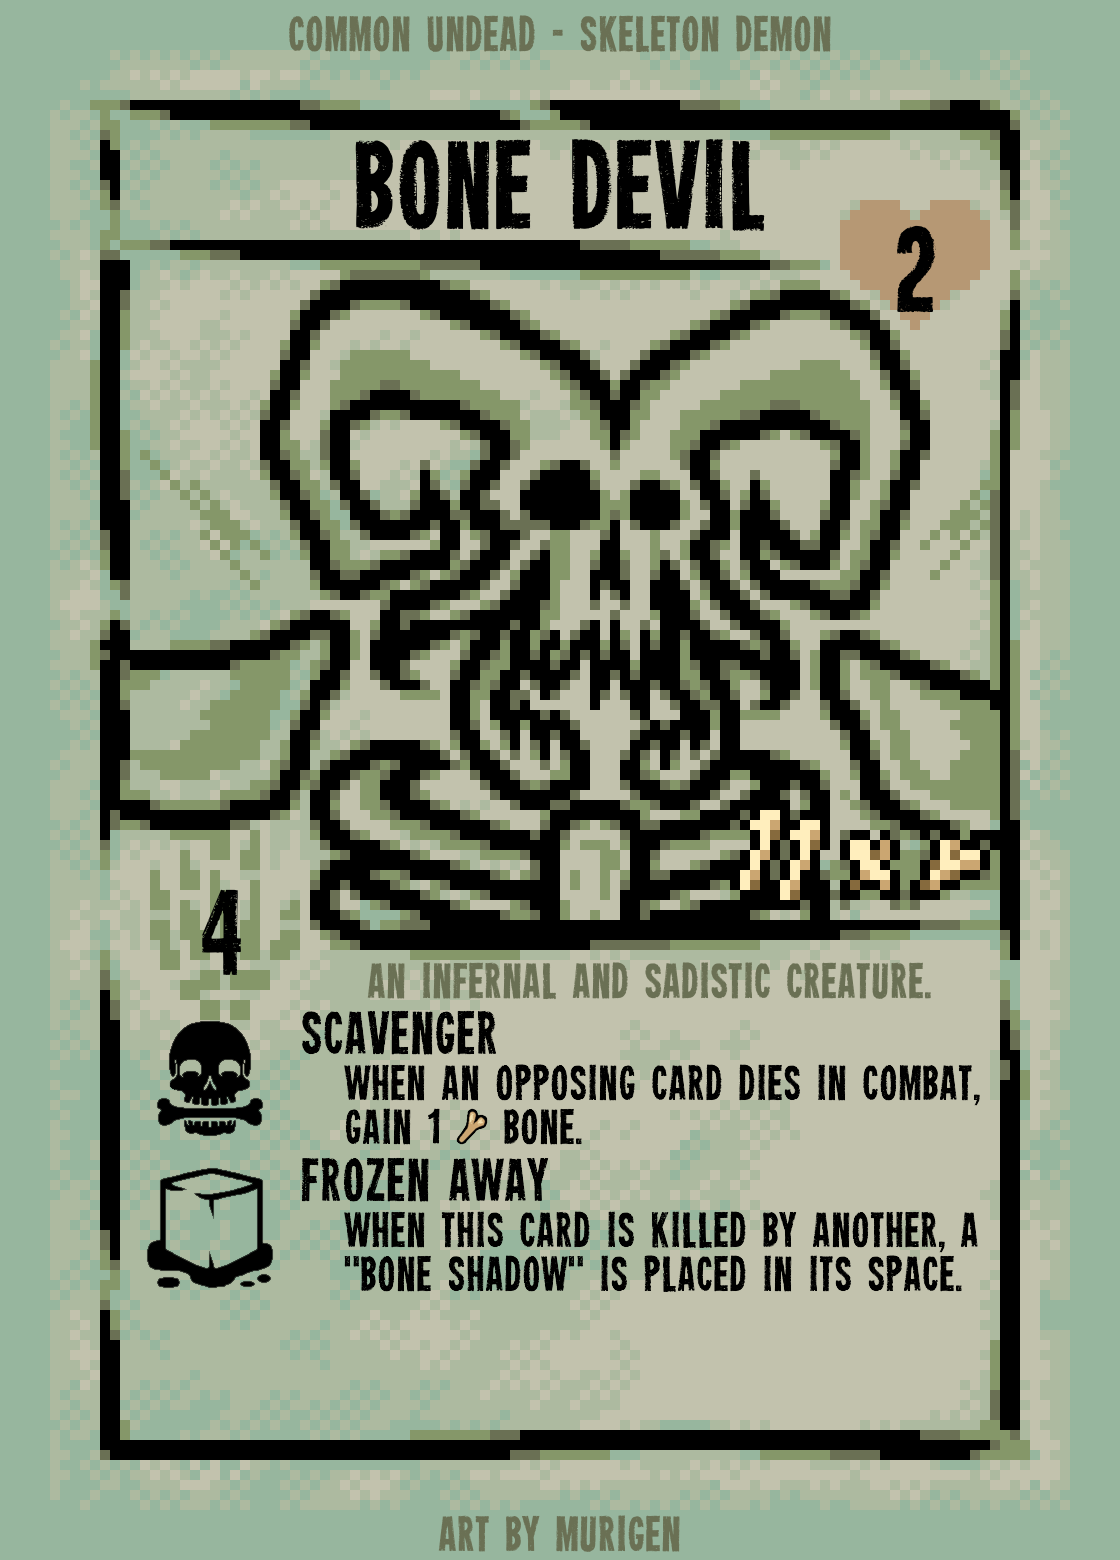 COMMON UNDEAD - SKELETON DEMON
BONE DEVIL
2
11 X
4
AN INFERNAL AND SADISTIC CREATURE.
SCAVENGER
WHEN AN OPPOSING CARD DIES IN COMBAT,
GAIN 1 BONE.
FROZEN AWAY
WHEN THIS CARD IS KILLED BY ANOTHER, A
"BONE SHADOW" IS PLACED IN ITS SPACE.
ART BY MURIGEN